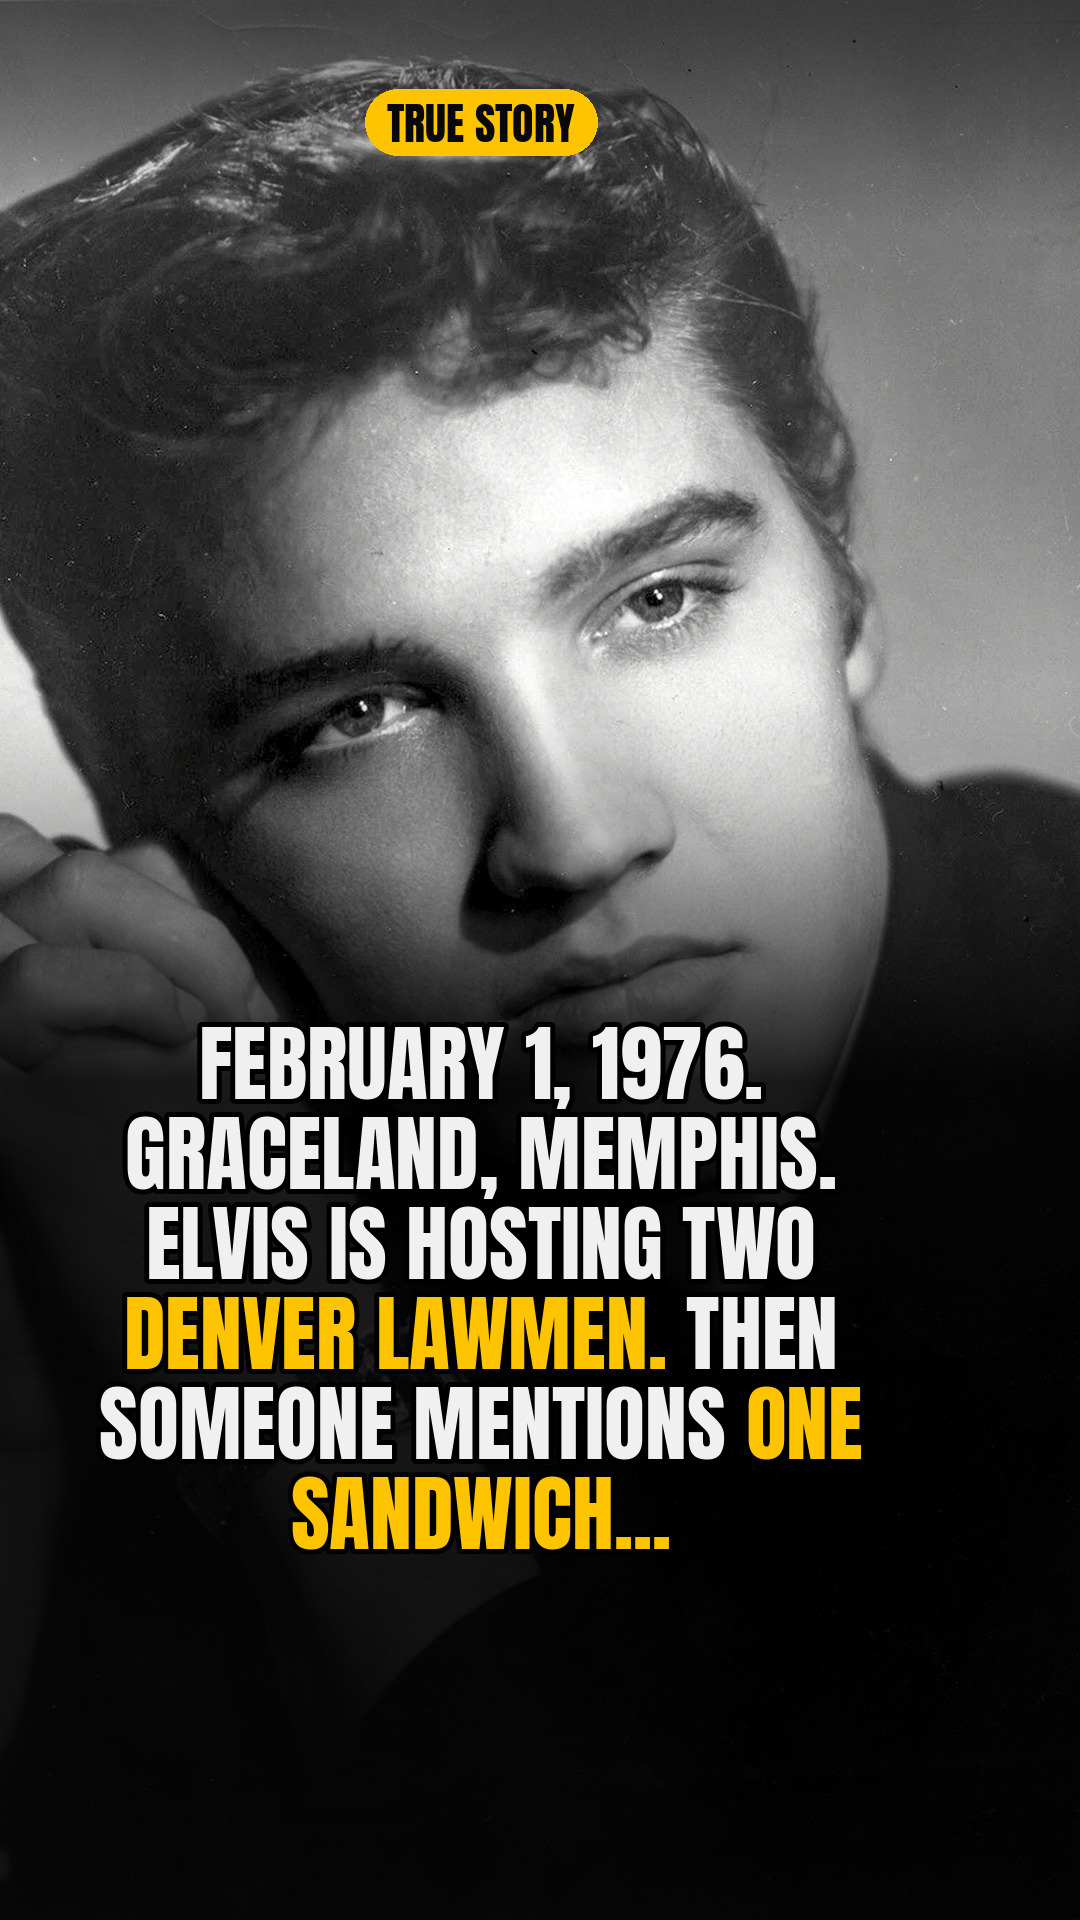 TRUE STORY
FEBRUARY 1, 1976.
GRACELAND, MEMPHIS.
ELVIS IS HOSTING TWO
DENVER LAWMEN. THEN
SOMEONE MENTIONS ONE
SANDWICH...